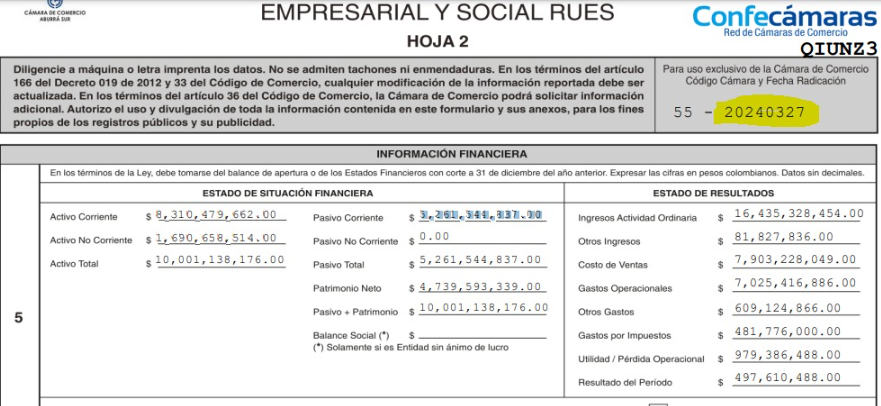 CÁMARA DE COMERCIO
ABURRÁ SUR
EMPRESARIAL Y SOCIAL RUES
HOJA 2
Confecámaras
Red de Cámaras de Comercio
QIUNZ3
Diligencie a máquina o letra imprenta los datos. No se admiten tachones ni enmendaduras. En los términos del artículo
166 del Decreto 019 de 2012 y 33 del Código de Comercio, cualquier modificación de la información reportada debe ser
actualizada. En los términos del artículo 36 del Código de Comercio, la Cámara de Comercio podrá solicitar información
adicional. Autorizo el uso y divulgación de toda la información contenida en este formulario y sus anexos, para los fines
propios de los registros públicos y su publicidad.
Para uso exclusivo de la Cámara de Comercio
Código Cámara y Fecha Radicación
55 - 20240327
INFORMACIÓN FINANCIERA
En los términos de la Ley, debe tomarse del balance de apertura o de los Estados Financieros con corte a 31 de diciembre del año anterior. Expresar las cifras en pesos colombianos. Datos sin decimales.
5
ESTADO DE SITUACIÓN FINANCIERA
Activo Corriente $ 8,310,479,662.00
Activo No Corriente $ 1,690,658,514.00
Activo Total $ 10,001,138,176.00
Pasivo Corriente $ 5,261,544,837.00
Pasivo No Corriente $ 0.00
Pasivo Total $ 5,261,544,837.00
Patrimonio Neto $ 4,739,593,339.00
Pasivo + Patrimonio $ 10,001,138,176.00
Balance Social (*) $
(*) Solamente si es Entidad sin ánimo de lucro
ESTADO DE RESULTADOS
Ingresos Actividad Ordinaria $ 16,435,328,454.00
Otros Ingresos $ 81,827,836.00
Costo de Ventas $ 7,903,228,049.00
Gastos Operacionales $ 7,025,416,886.00
Otros Gastos $ 609,124,866.00
Gastos por Impuestos $ 481,776,000.00
Utilidad / Pérdida Operacional $ 979,386,488.00
Resultado del Periodo $ 497,610,488.00